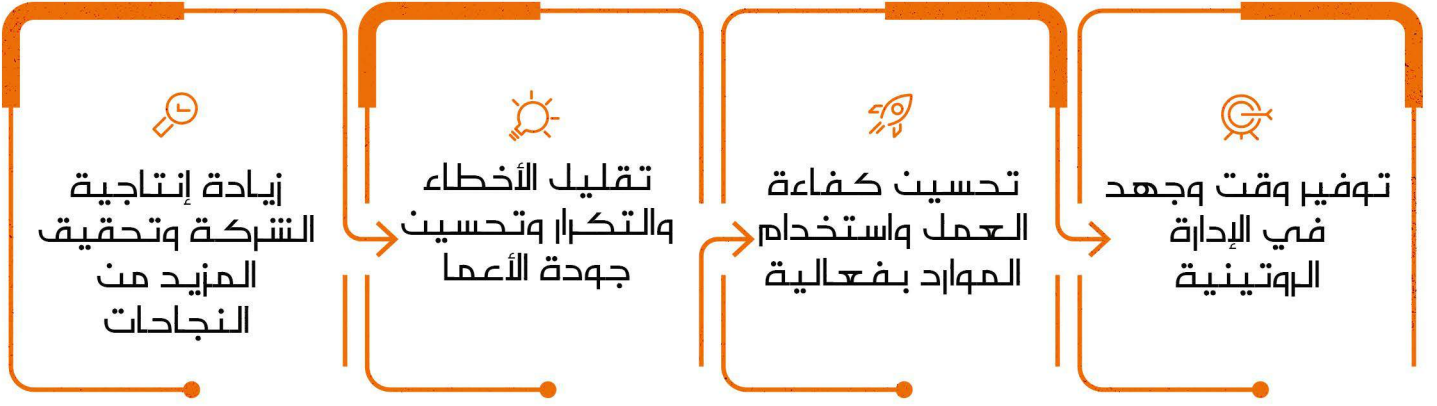 توفير وقت وجهد
في الإدارة
الروتينية
تحسين كفاءة
العمل واستخدام
الموارد بفعالية
تقليل الأخطاء
والتكرار وتحسين
جودة الأعما
زيادة إنتاجية
الشركة وتحقيق
المزيد من
النجاحات